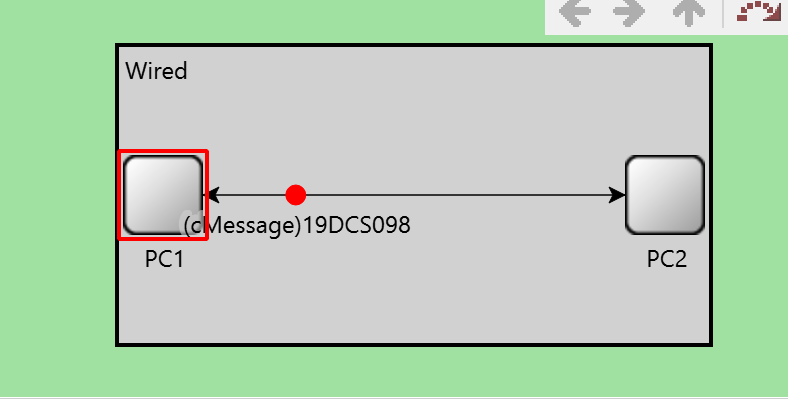 Wired
(cMessage)19DCS098
PC1
PC2